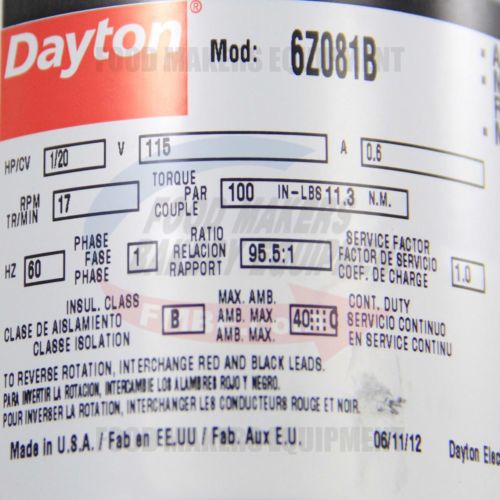 Dayton®
Mod: 6Z081B
HP/CV 1/20 V 115 A 0.6
RPM TR/MIN 17 TORQUE PAR COUPLE 100 IN-LBS 11.3 N.M.
HZ 60 PHASE FASE PHASE 1 RATIO RELACION RAPPORT 95.5:1 SERVICE FACTOR FACTOR DE SERVICIO COEF. DE CHARGE 1.0
INSUL. CLASS CLASE DE AISLAMIENTO CLASSE ISOLATION B MAX. AMB. AMB. MAX. AMB. MAX. 40 C CONT. DUTY SERVICIO CONTINUO EN SERVICE CONTINU
TO REVERSE ROTATION, INTERCHANGE RED AND BLACK LEADS.
PARA INVERTIR LA ROTACION, INTERCAMBIE LOS ALAMBRES ROJO Y NEGRO.
POUR INVERSER LA ROTATION, INTERCHANGER LES CONDUCTEURS ROUGE ET NOIR.
Made in U.S.A. / Fab en EE.UU / Fab. Aux E.U. 06/11/12 Dayton Elec
FOOD MAKERS EQUIPMENT
FOOD MAKERS
BAKERY EQUIPMENT
FOOD MAKERS EQUIPMENT